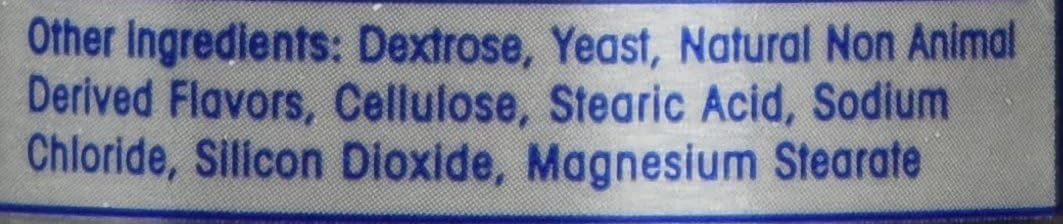 Other Ingredients: Dextrose, Yeast, Natural Non Animal
Derived Flavors, Cellulose, Stearic Acid, Sodium
Chloride, Silicon Dioxide, Magnesium Stearate